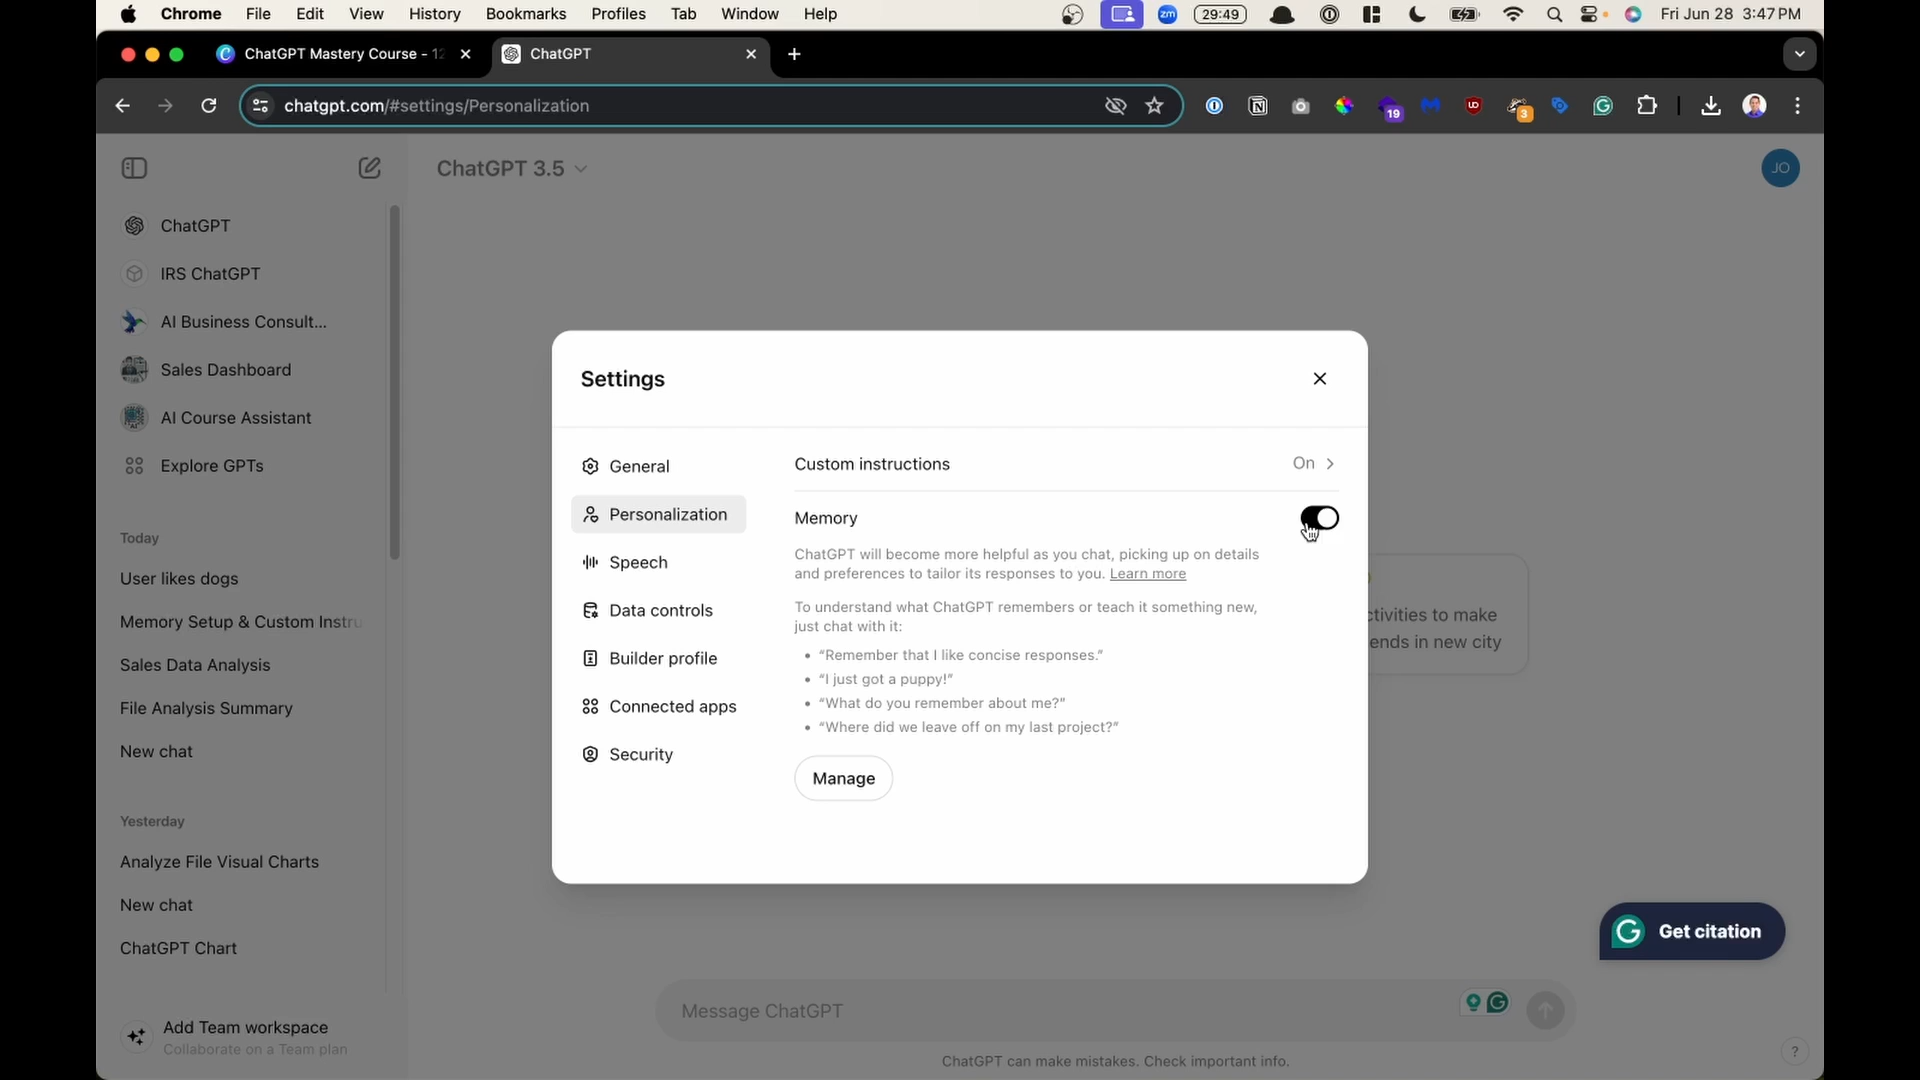 Chrome File Edit View History Bookmarks Profiles Tab Window Help zm 29:49 Fri Jun 28 3:47 PM
ChatGPT Mastery Course - 12 ChatGPT
chatgpt.com/#settings/Personalization 19 3
ChatGPT 3.5 JO
ChatGPT
IRS ChatGPT
AI Business Consult...
Sales Dashboard
AI Course Assistant
Explore GPTs
Today
User likes dogs
Memory Setup & Custom Instru
Sales Data Analysis
File Analysis Summary
New chat
Yesterday
Analyze File Visual Charts
New chat
ChatGPT Chart
Add Team workspace
Collaborate on a Team plan
Settings
General
Personalization
Speech
Data controls
Builder profile
Connected apps
Security
Custom instructions On
Memory
ChatGPT will become more helpful as you chat, picking up on details
and preferences to tailor its responses to you. Learn more
To understand what ChatGPT remembers or teach it something new,
just chat with it:
• “Remember that I like concise responses.”
• “I just got a puppy!”
• “What do you remember about me?”
• “Where did we leave off on my last project?”
Manage
ctivities to make
ends in new city
Get citation
Message ChatGPT
ChatGPT can make mistakes. Check important info.
?